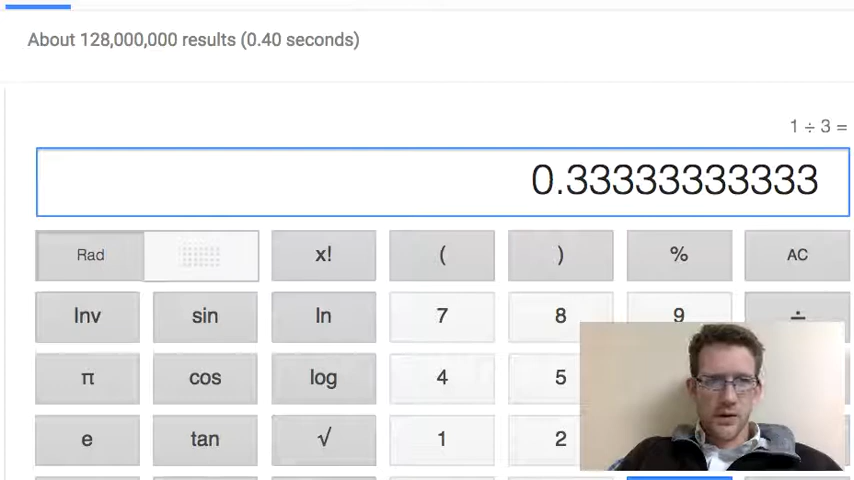 About 128,000,000 results (0.40 seconds)
1 ÷ 3 =
0.33333333333
Rad x! ( ) % AC
Inv sin ln 7 8 9 ÷
π cos log 4 5
e tan √ 1 2